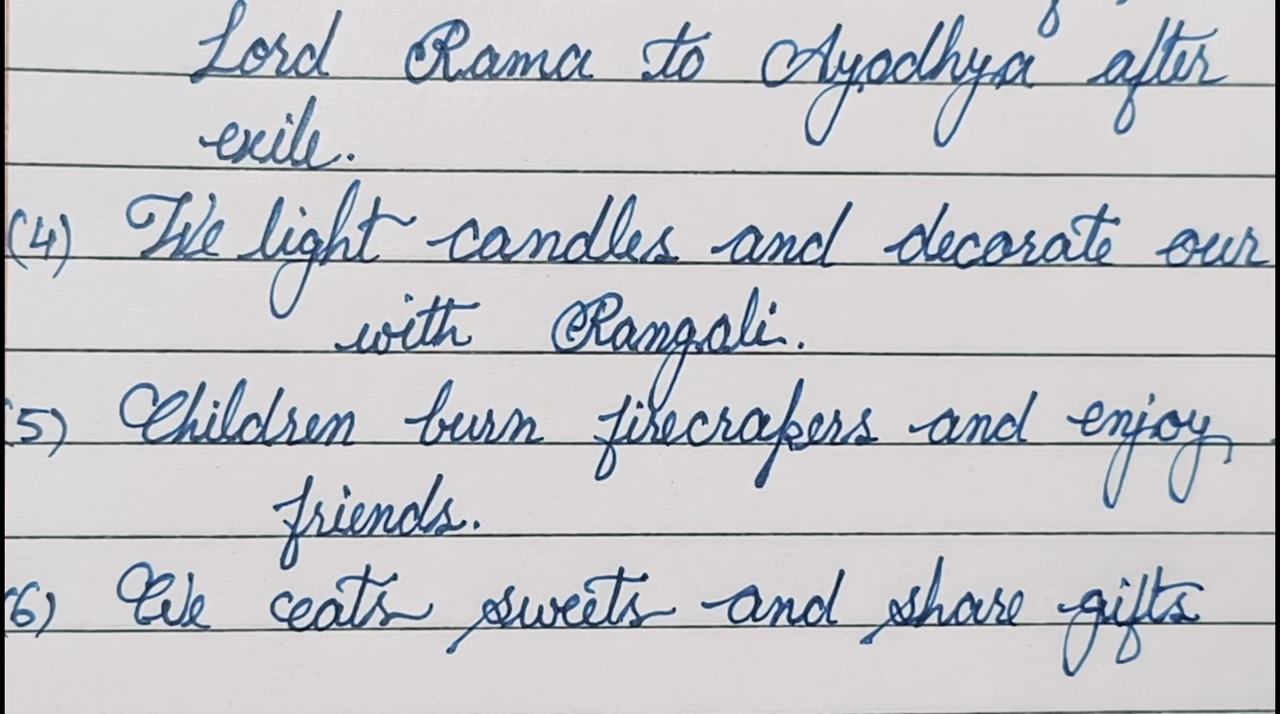 Lord Rama to Ayodhya after
exile.
(4) We light candles and decorate our
with Rangoli.
(5) Children burn firecrakers and enjoy
friends.
(6) We eats sweets and share gifts